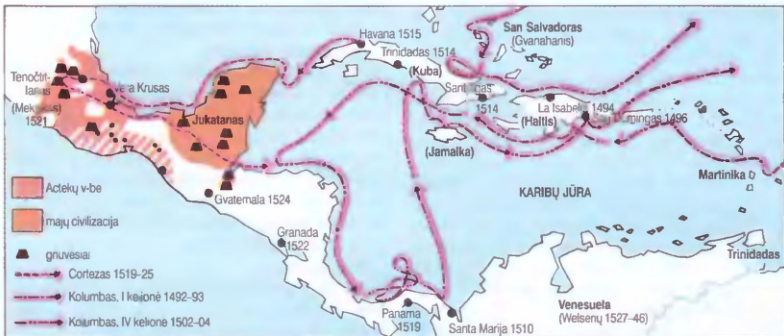 Havana 1515
Trinidadas 1514
(Kuba)
San Salvadoras
(Gvanahanis)
Tenočtit-
lanas
(Meksikas)
1521
Vera Krusas
Jukatanas
1514
La Isabela 1494
San Domingas 1496
(Haitis)
(Jamaika)
Martinika
KARIBŲ JŪRA
Actekų v-bė
majų civilizacija
griuvėsiai
Cortezas 1519–25
Kolumbas, I kelionė 1492–93
Kolumbas, IV kelionė 1502–04
Gvatemala 1524
Granada
1522
Panama
1519
Santa Marija 1510
Venesuela
(Welserių 1527–46)
Trinidadas